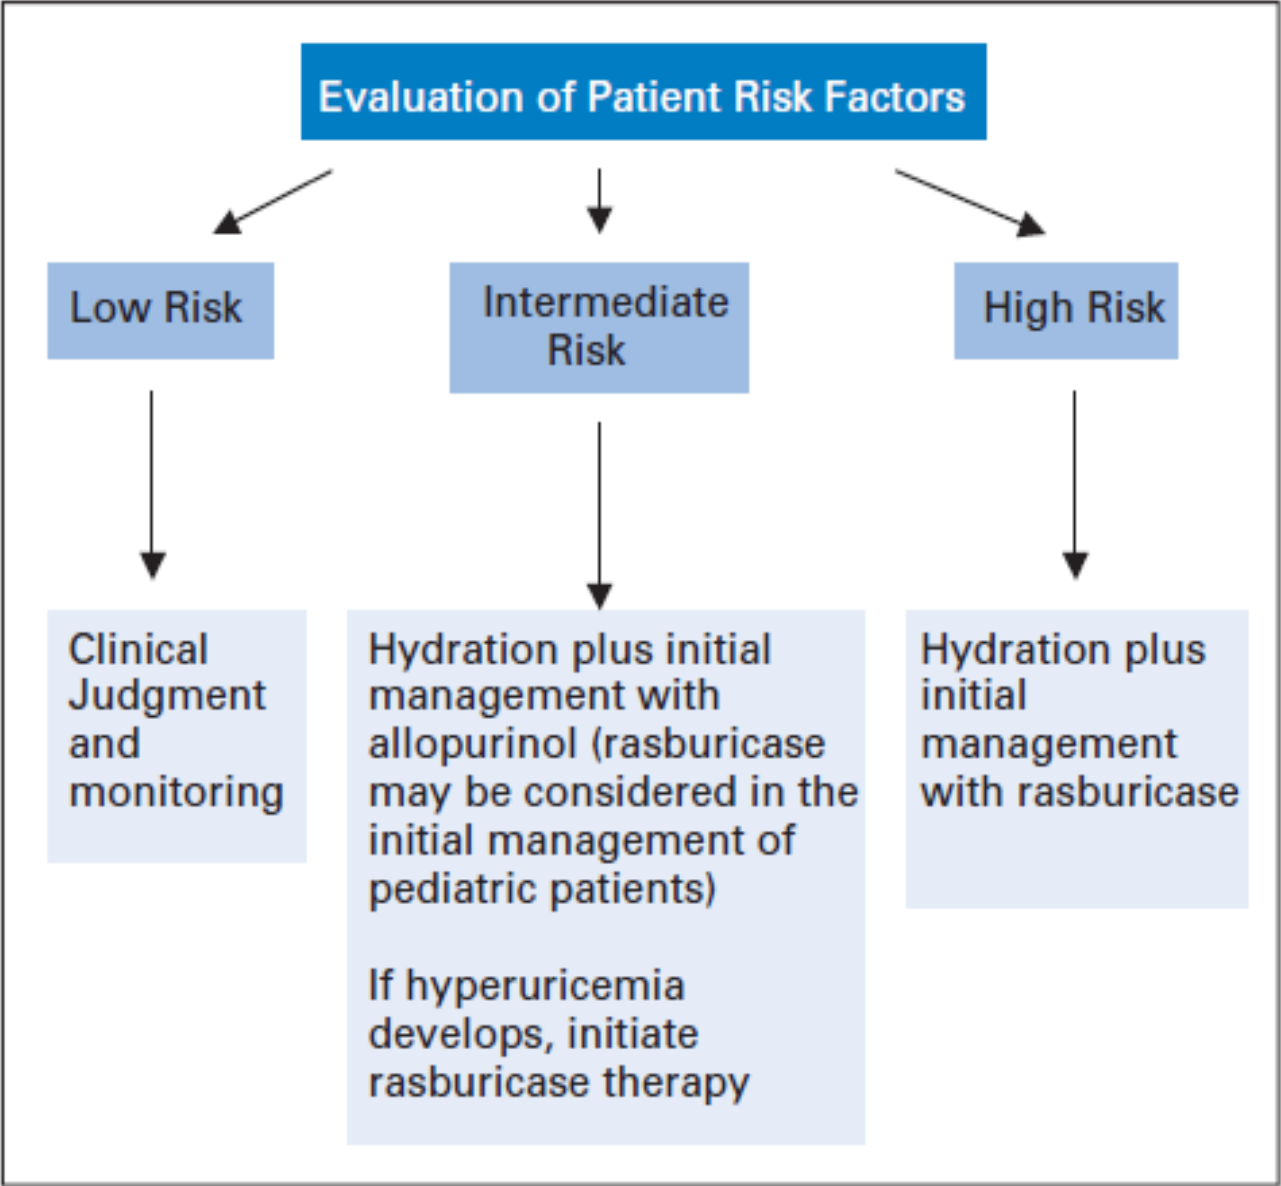 Evaluation of Patient Risk Factors
Low Risk
Intermediate
Risk
High Risk
Clinical
Judgment
and
monitoring
Hydration plus initial
management with
allopurinol (rasburicase
may be considered in the
initial management of
pediatric patients)
If hyperuricemia
develops, initiate
rasburicase therapy
Hydration plus
initial
management
with rasburicase